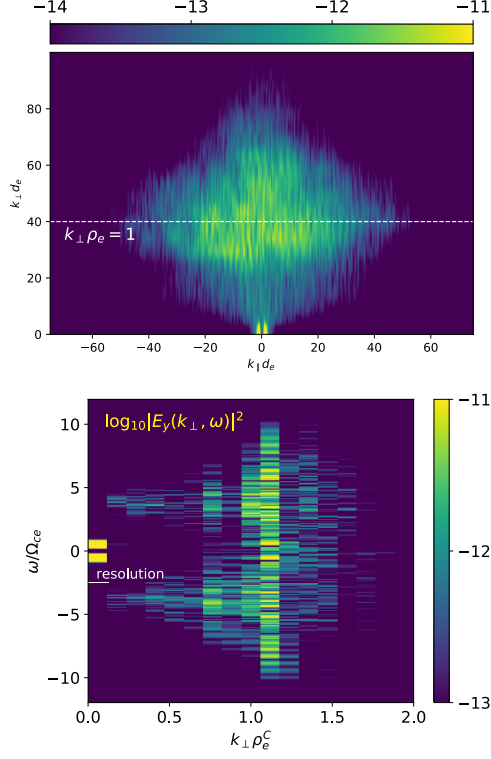 −14 −13 −12 −11
k⊥dₑ
80
60
40
20
0
k⊥ρₑ = 1
−60 −40 −20 0 20 40 60
k∥dₑ
log₁₀|E_y(k⊥, ω)|²
ω/Ω_ce
10
5
0
resolution
−5
−10
0.0 0.5 1.0 1.5 2.0
k⊥ρₑᶜ
−11
−12
−13